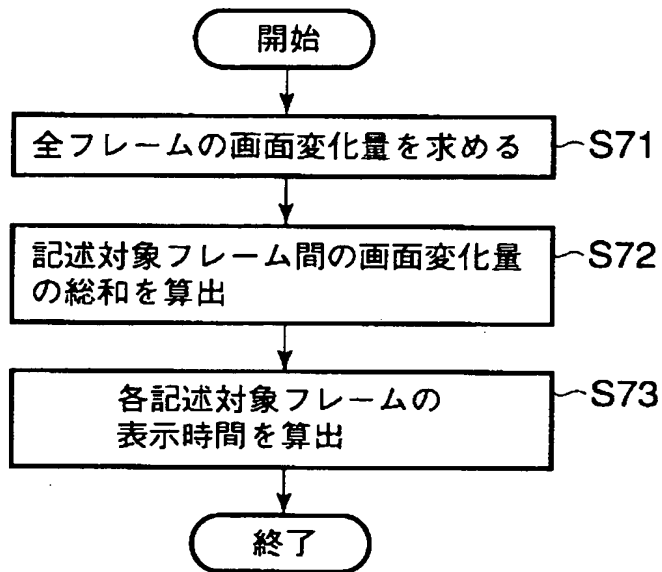 開始
全フレームの画面変化量を求める
S71
記述対象フレーム間の画面変化量
の総和を算出
S72
各記述対象フレームの
表示時間を算出
S73
終了